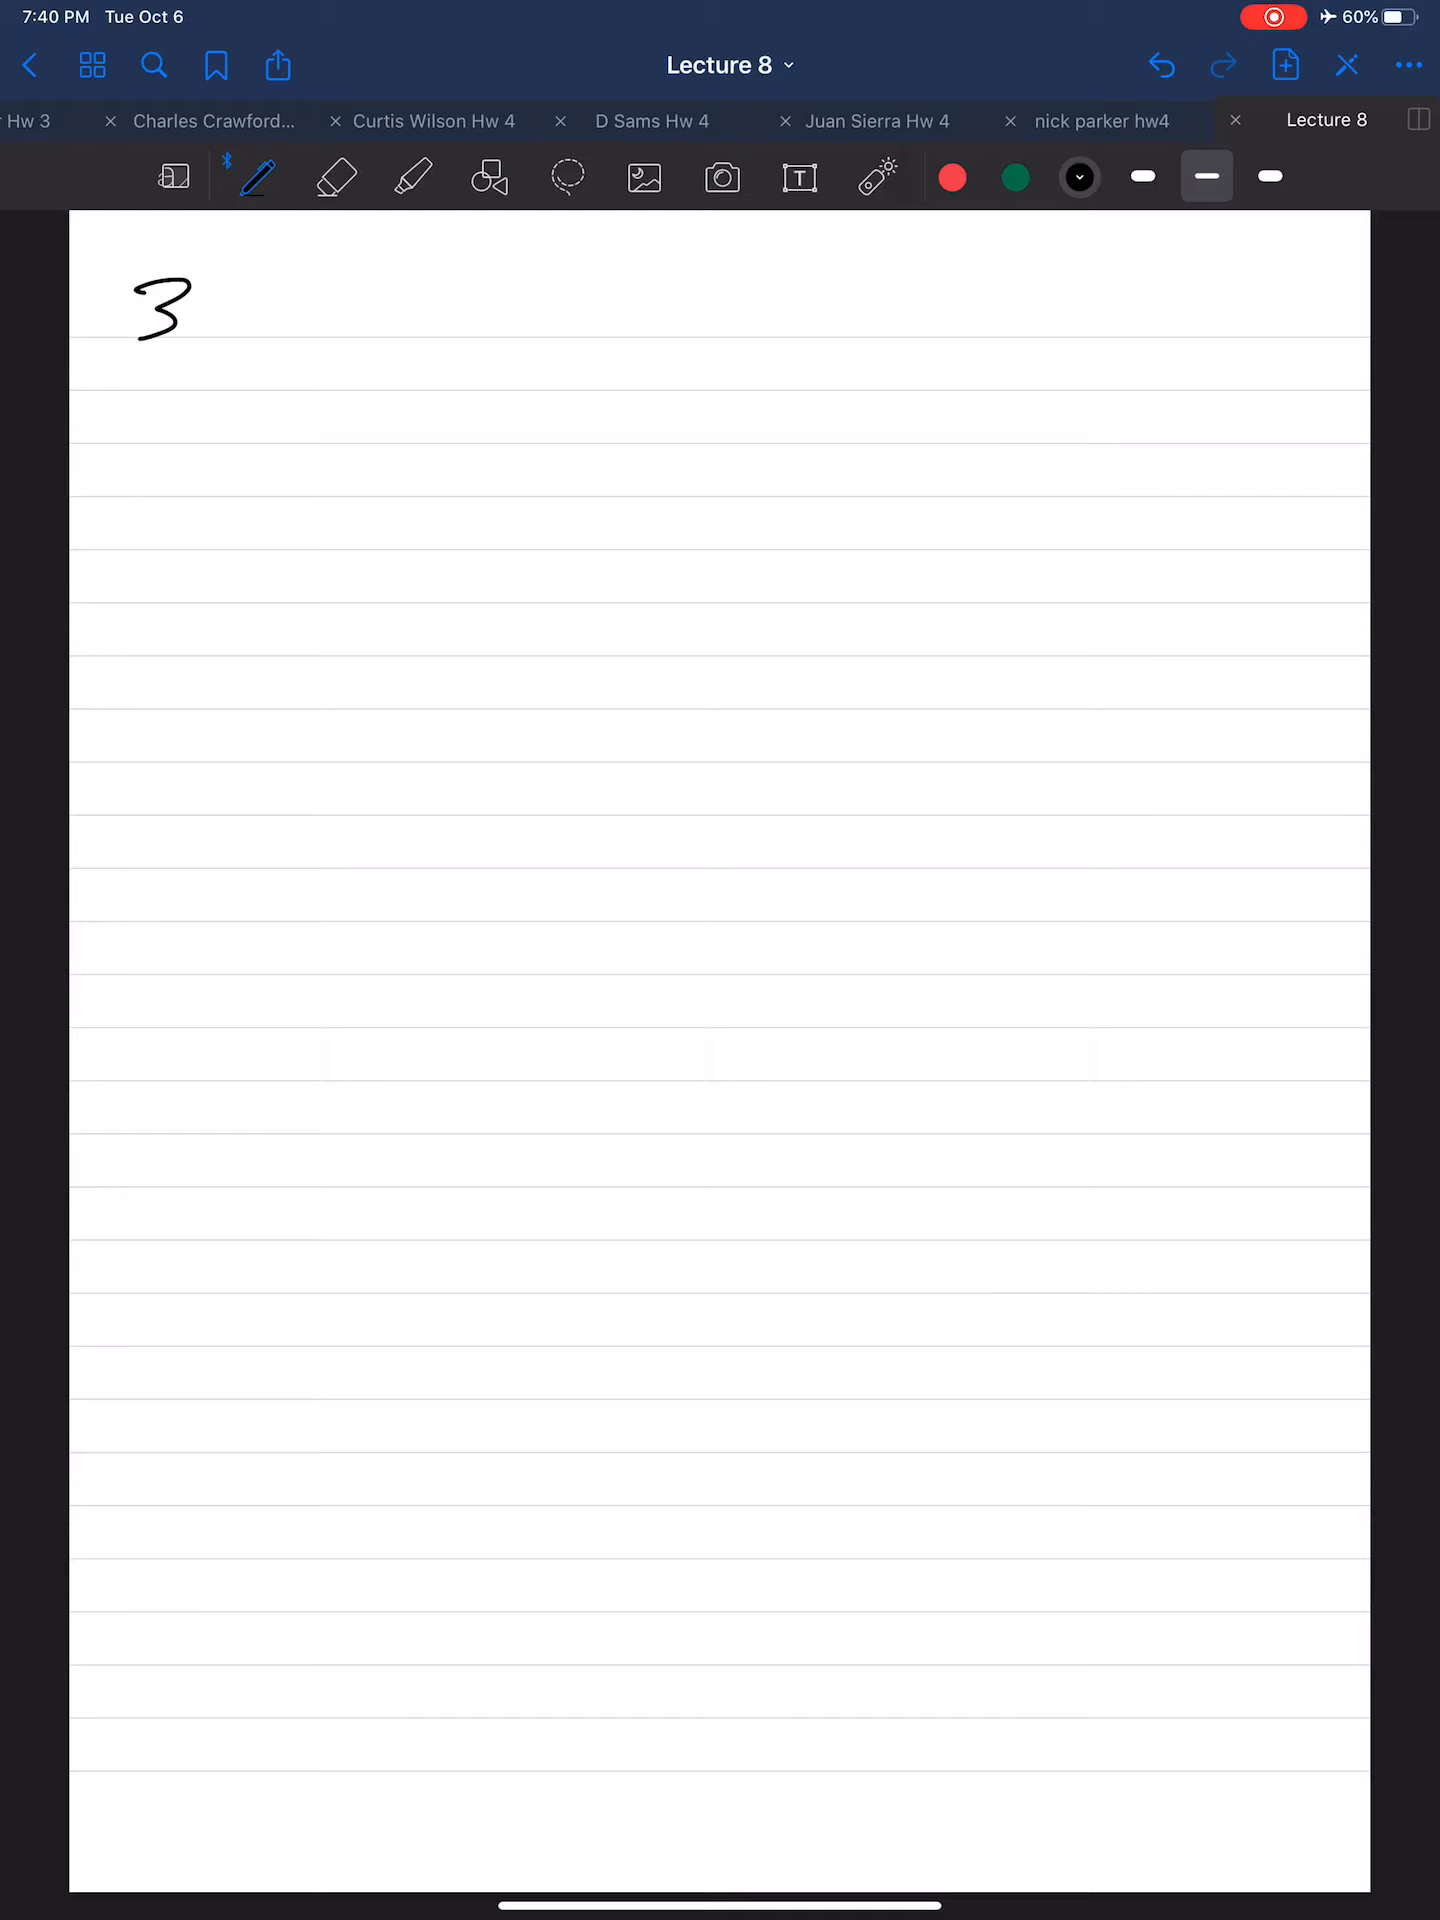 7:40 PM Tue Oct 6 60%
Lecture 8
Hw 3 Charles Crawford... Curtis Wilson Hw 4 D Sams Hw 4 Juan Sierra Hw 4 nick parker hw4 Lecture 8
T
3